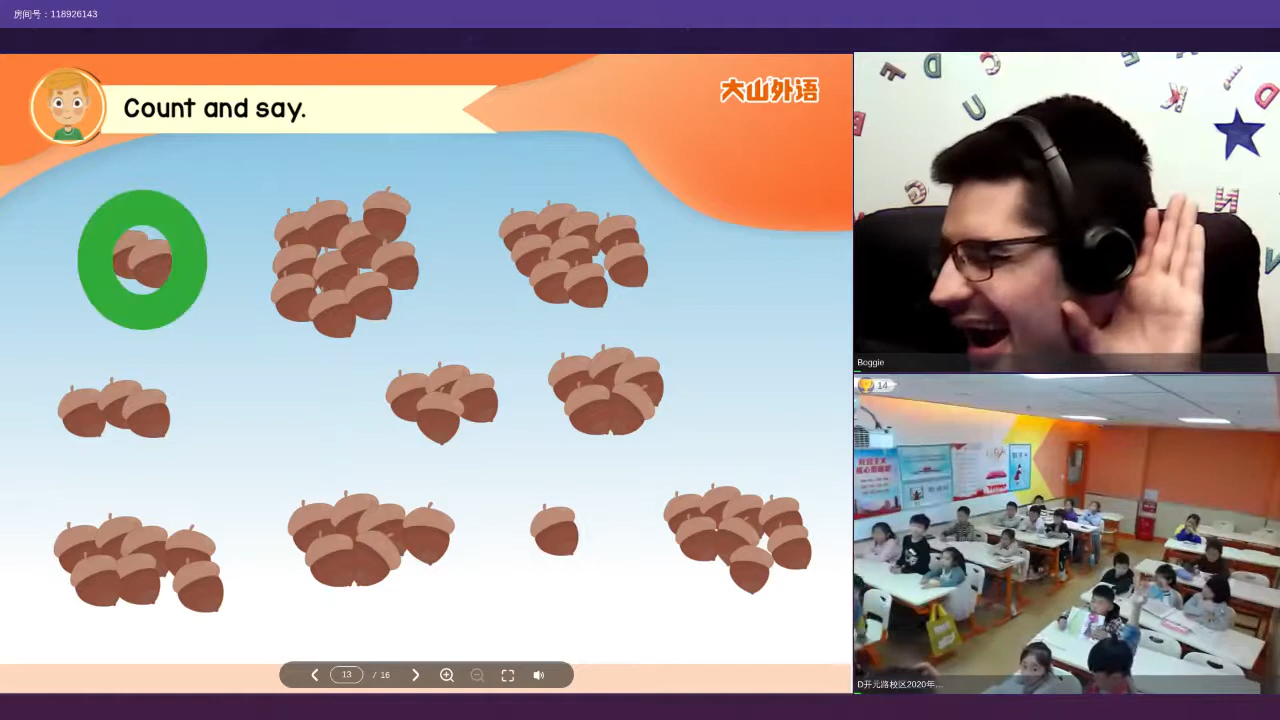 房间号：118926143
Count and say.
大山外语
Boggie
14
D开元路校区2020年...
13 / 16